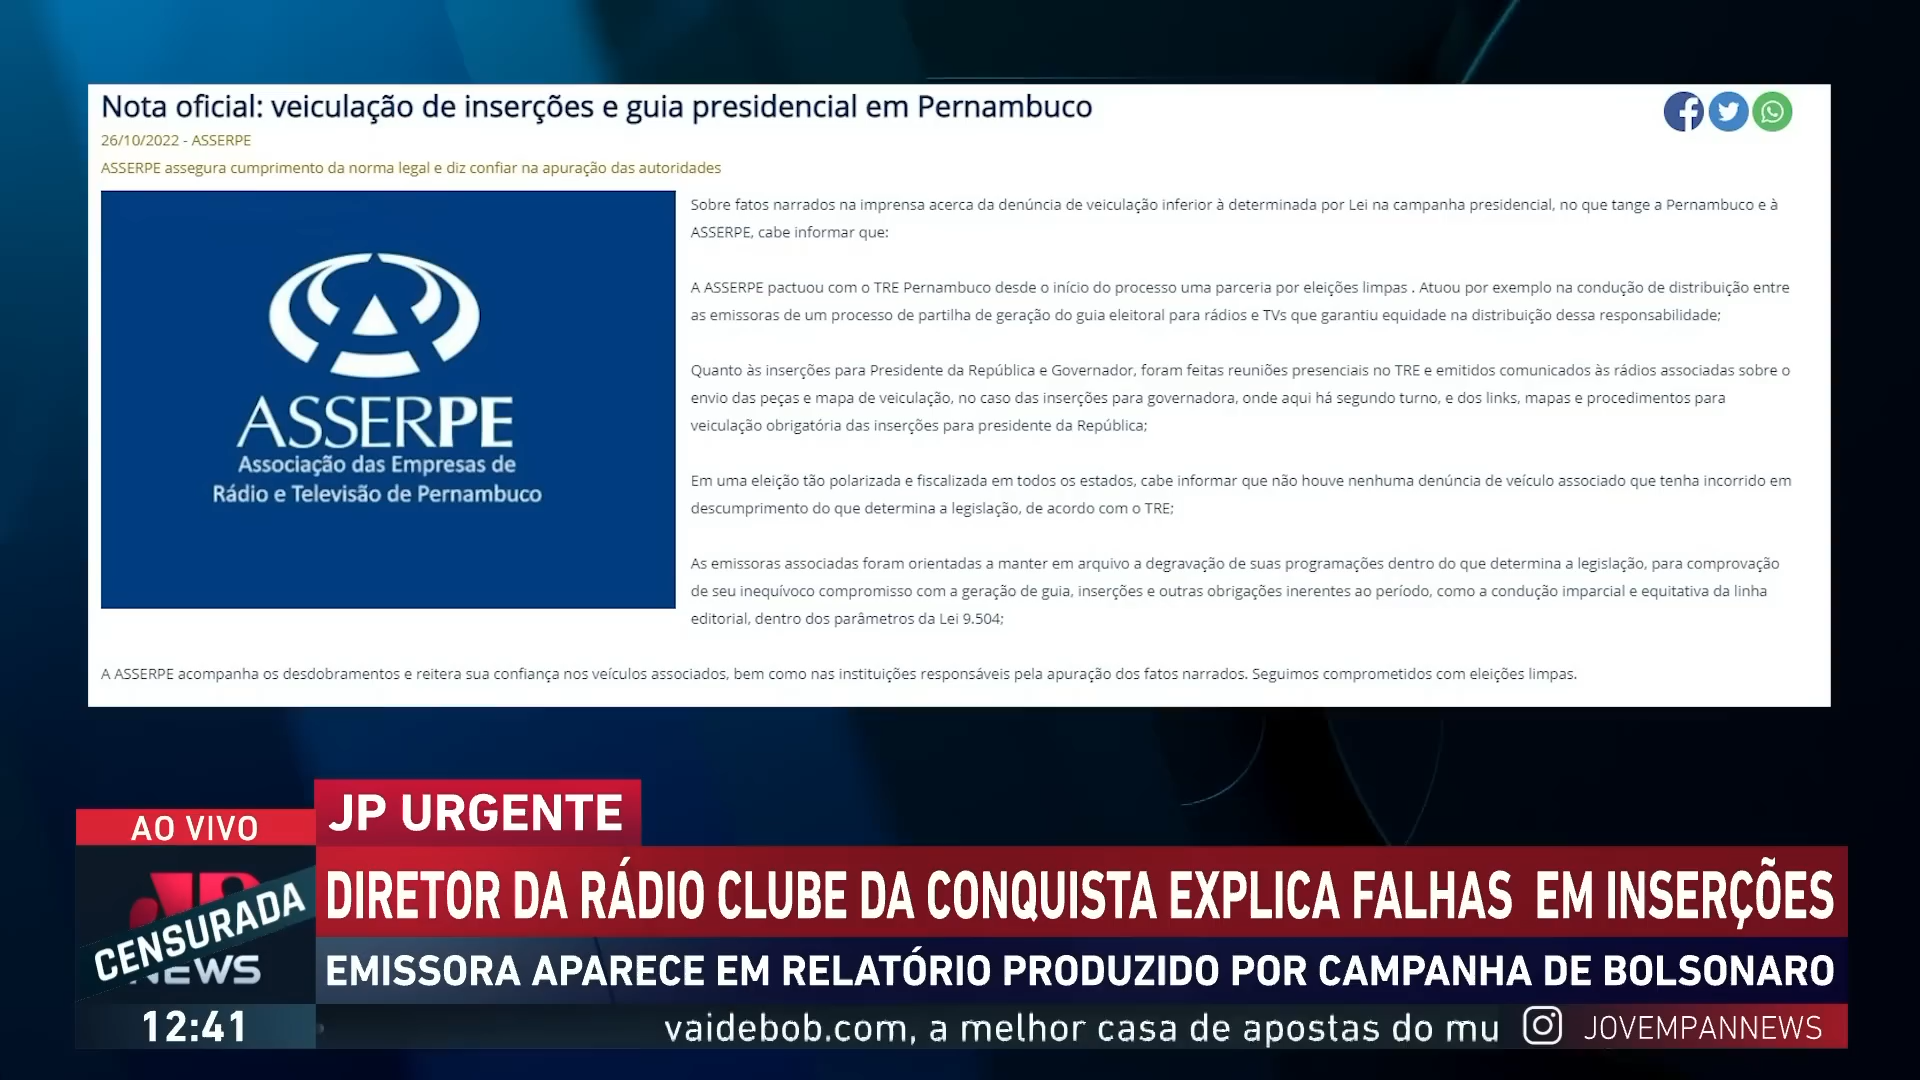 Nota oficial: veiculação de inserções e guia presidencial em Pernambuco
26/10/2022 - ASSERPE
ASSERPE assegura cumprimento da norma legal e diz confiar na apuração das autoridades
ASSERPE
Associação das Empresas de
Rádio e Televisão de Pernambuco
Sobre fatos narrados na imprensa acerca da denúncia de veiculação inferior à determinada por Lei na campanha presidencial, no que tange a Pernambuco e à
ASSERPE, cabe informar que:
A ASSERPE pactuou com o TRE Pernambuco desde o início do processo uma parceria por eleições limpas . Atuou por exemplo na condução de distribuição entre
as emissoras de um processo de partilha de geração do guia eleitoral para rádios e TVs que garantiu equidade na distribuição dessa responsabilidade;
Quanto às inserções para Presidente da República e Governador, foram feitas reuniões presenciais no TRE e emitidos comunicados às rádios associadas sobre o
envio das peças e mapa de veiculação, no caso das inserções para governadora, onde aqui há segundo turno, e dos links, mapas e procedimentos para
veiculação obrigatória das inserções para presidente da República;
Em uma eleição tão polarizada e fiscalizada em todos os estados, cabe informar que não houve nenhuma denúncia de veículo associado que tenha incorrido em
descumprimento do que determina a legislação, de acordo com o TRE;
As emissoras associadas foram orientadas a manter em arquivo a degravação de suas programações dentro do que determina a legislação, para comprovação
de seu inequívoco compromisso com a geração de guia, inserções e outras obrigações inerentes ao período, como a condução imparcial e equitativa da linha
editorial, dentro dos parâmetros da Lei 9.504;
A ASSERPE acompanha os desdobramentos e reitera sua confiança nos veículos associados, bem como nas instituições responsáveis pela apuração dos fatos narrados. Seguimos comprometidos com eleições limpas.
JP URGENTE
AO VIVO
DIRETOR DA RÁDIO CLUBE DA CONQUISTA EXPLICA FALHAS EM INSERÇÕES
JP
CENSURADA
NEWS
EMISSORA APARECE EM RELATÓRIO PRODUZIDO POR CAMPANHA DE BOLSONARO
12:41
vaidebob.com, a melhor casa de apostas do mu
JOVEMPANNEWS